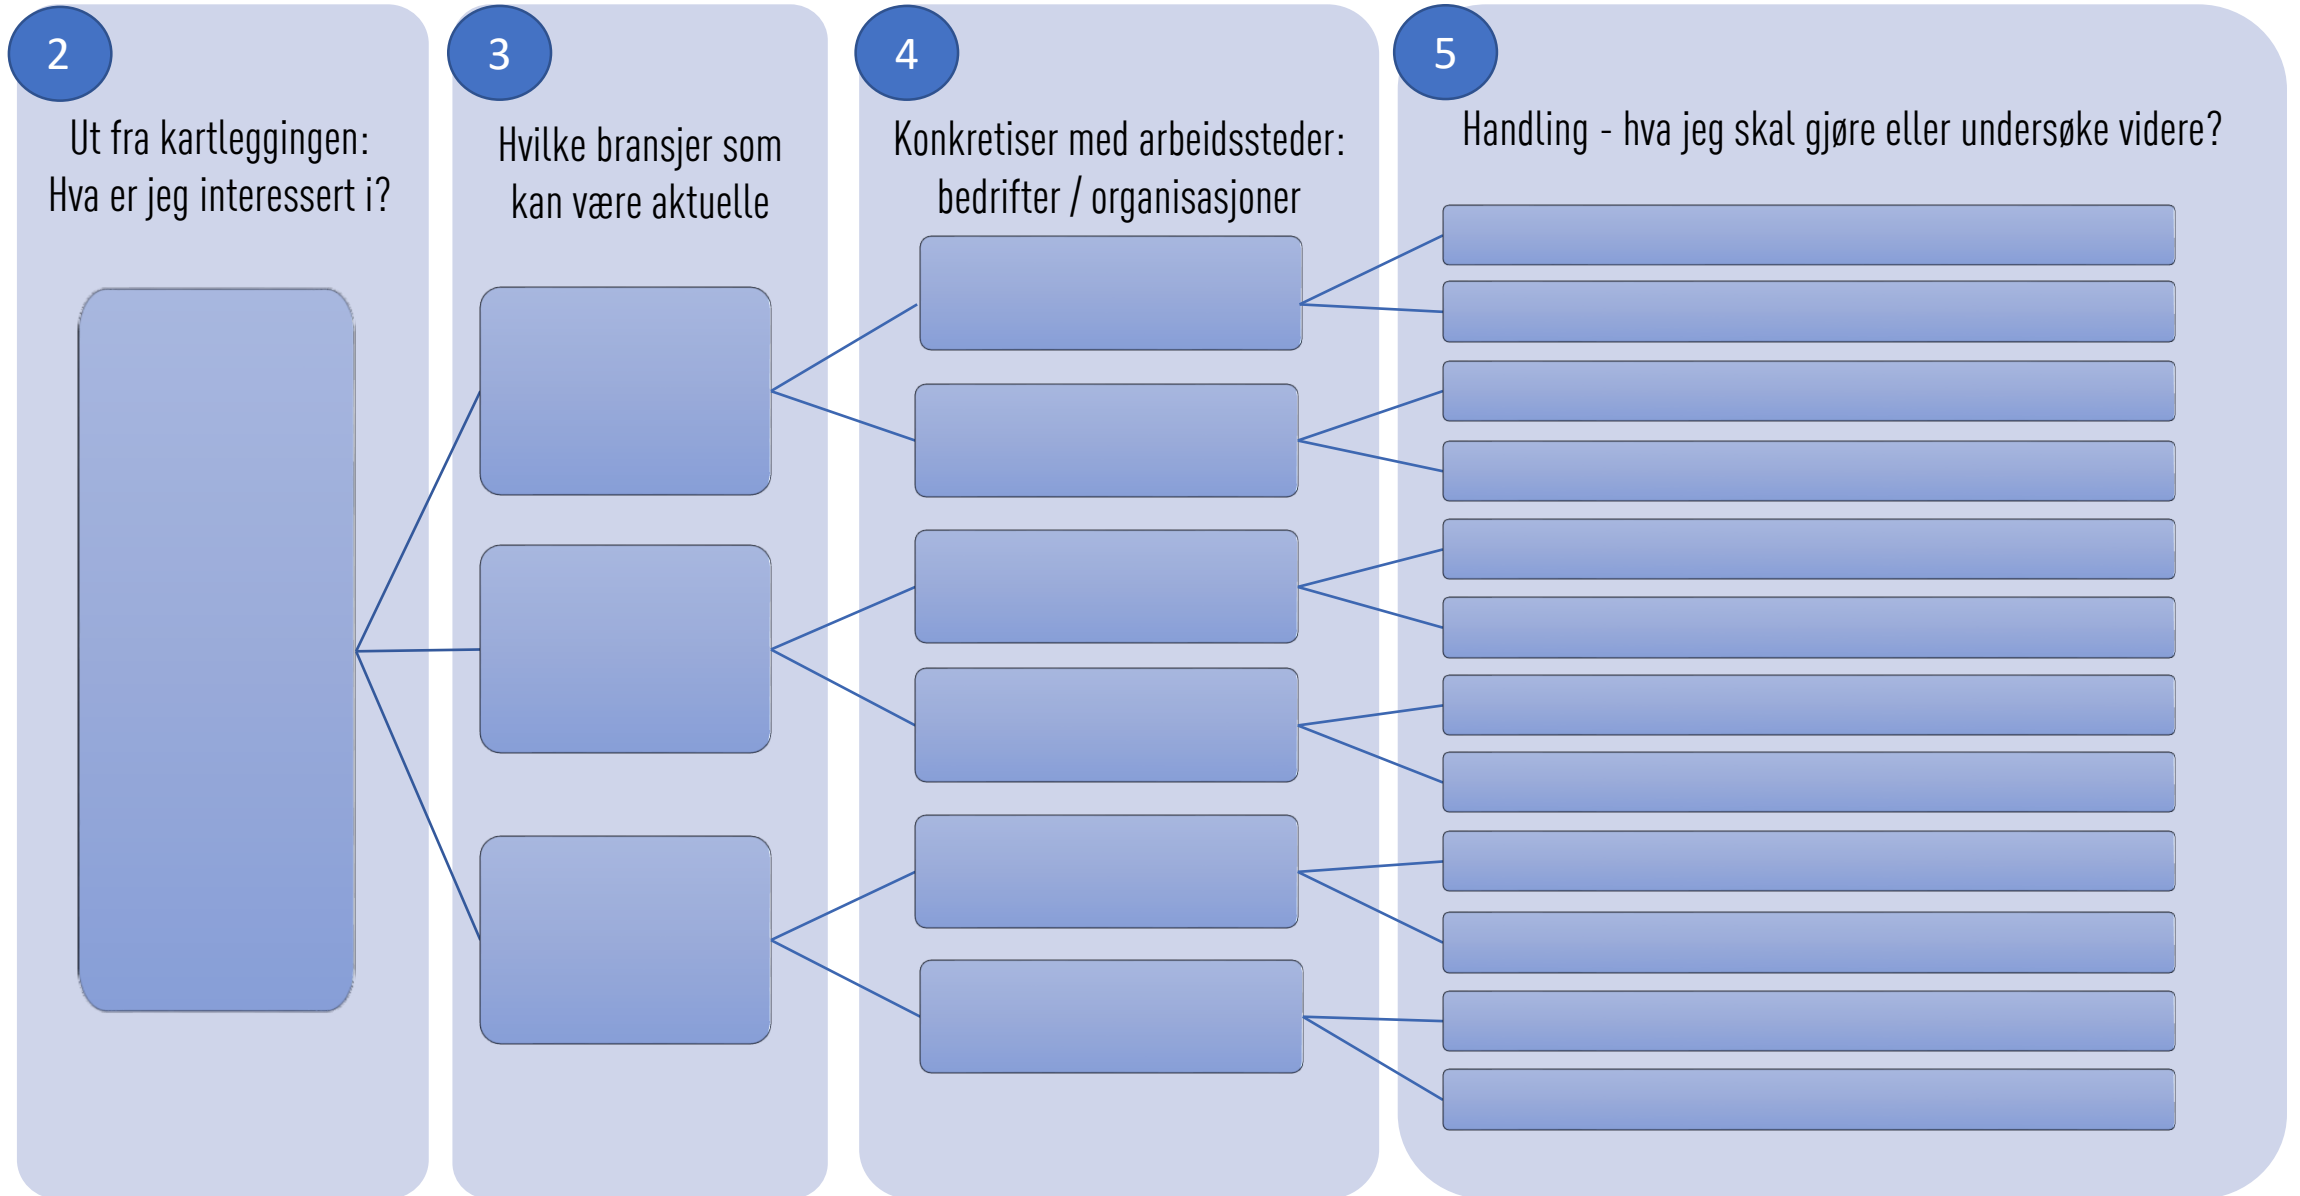 2
Ut fra kartleggingen:
Hva er jeg interessert i?
3
Hvilke bransjer som
kan være aktuelle
4
Konkretiser med arbeidssteder:
bedrifter / organisasjoner
5
Handling - hva jeg skal gjøre eller undersøke videre?